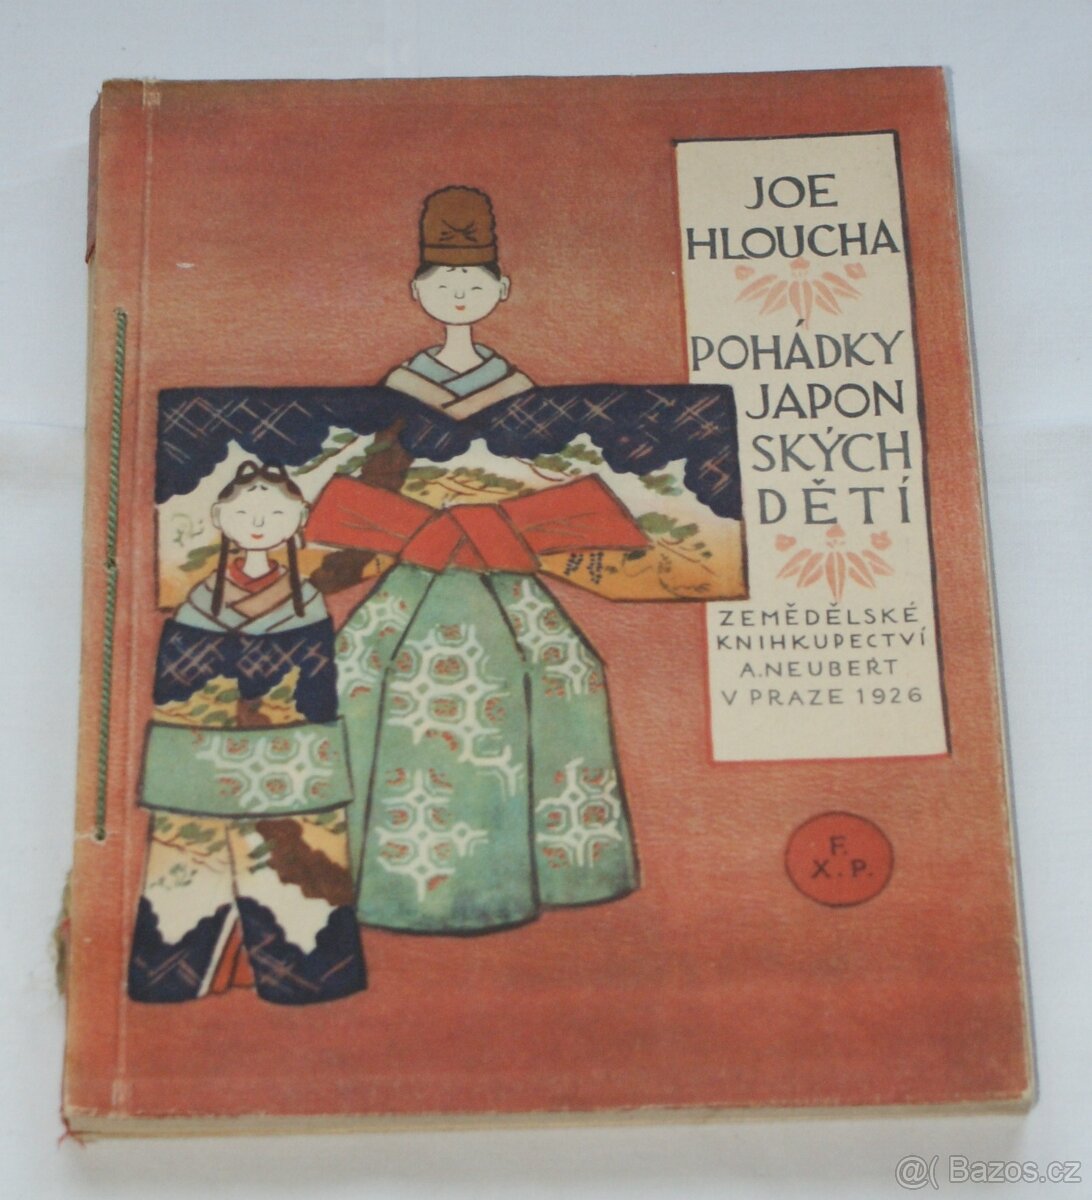 JOE
HLOUCHA
POHÁDKY
JAPON
SKÝCH
DĚTÍ
ZEMĚDĚLSKÉ
KNIHKUPECTVÍ
A. NEUBERT
V PRAZE 1926
F.
X. P.
@( Bazos.cz